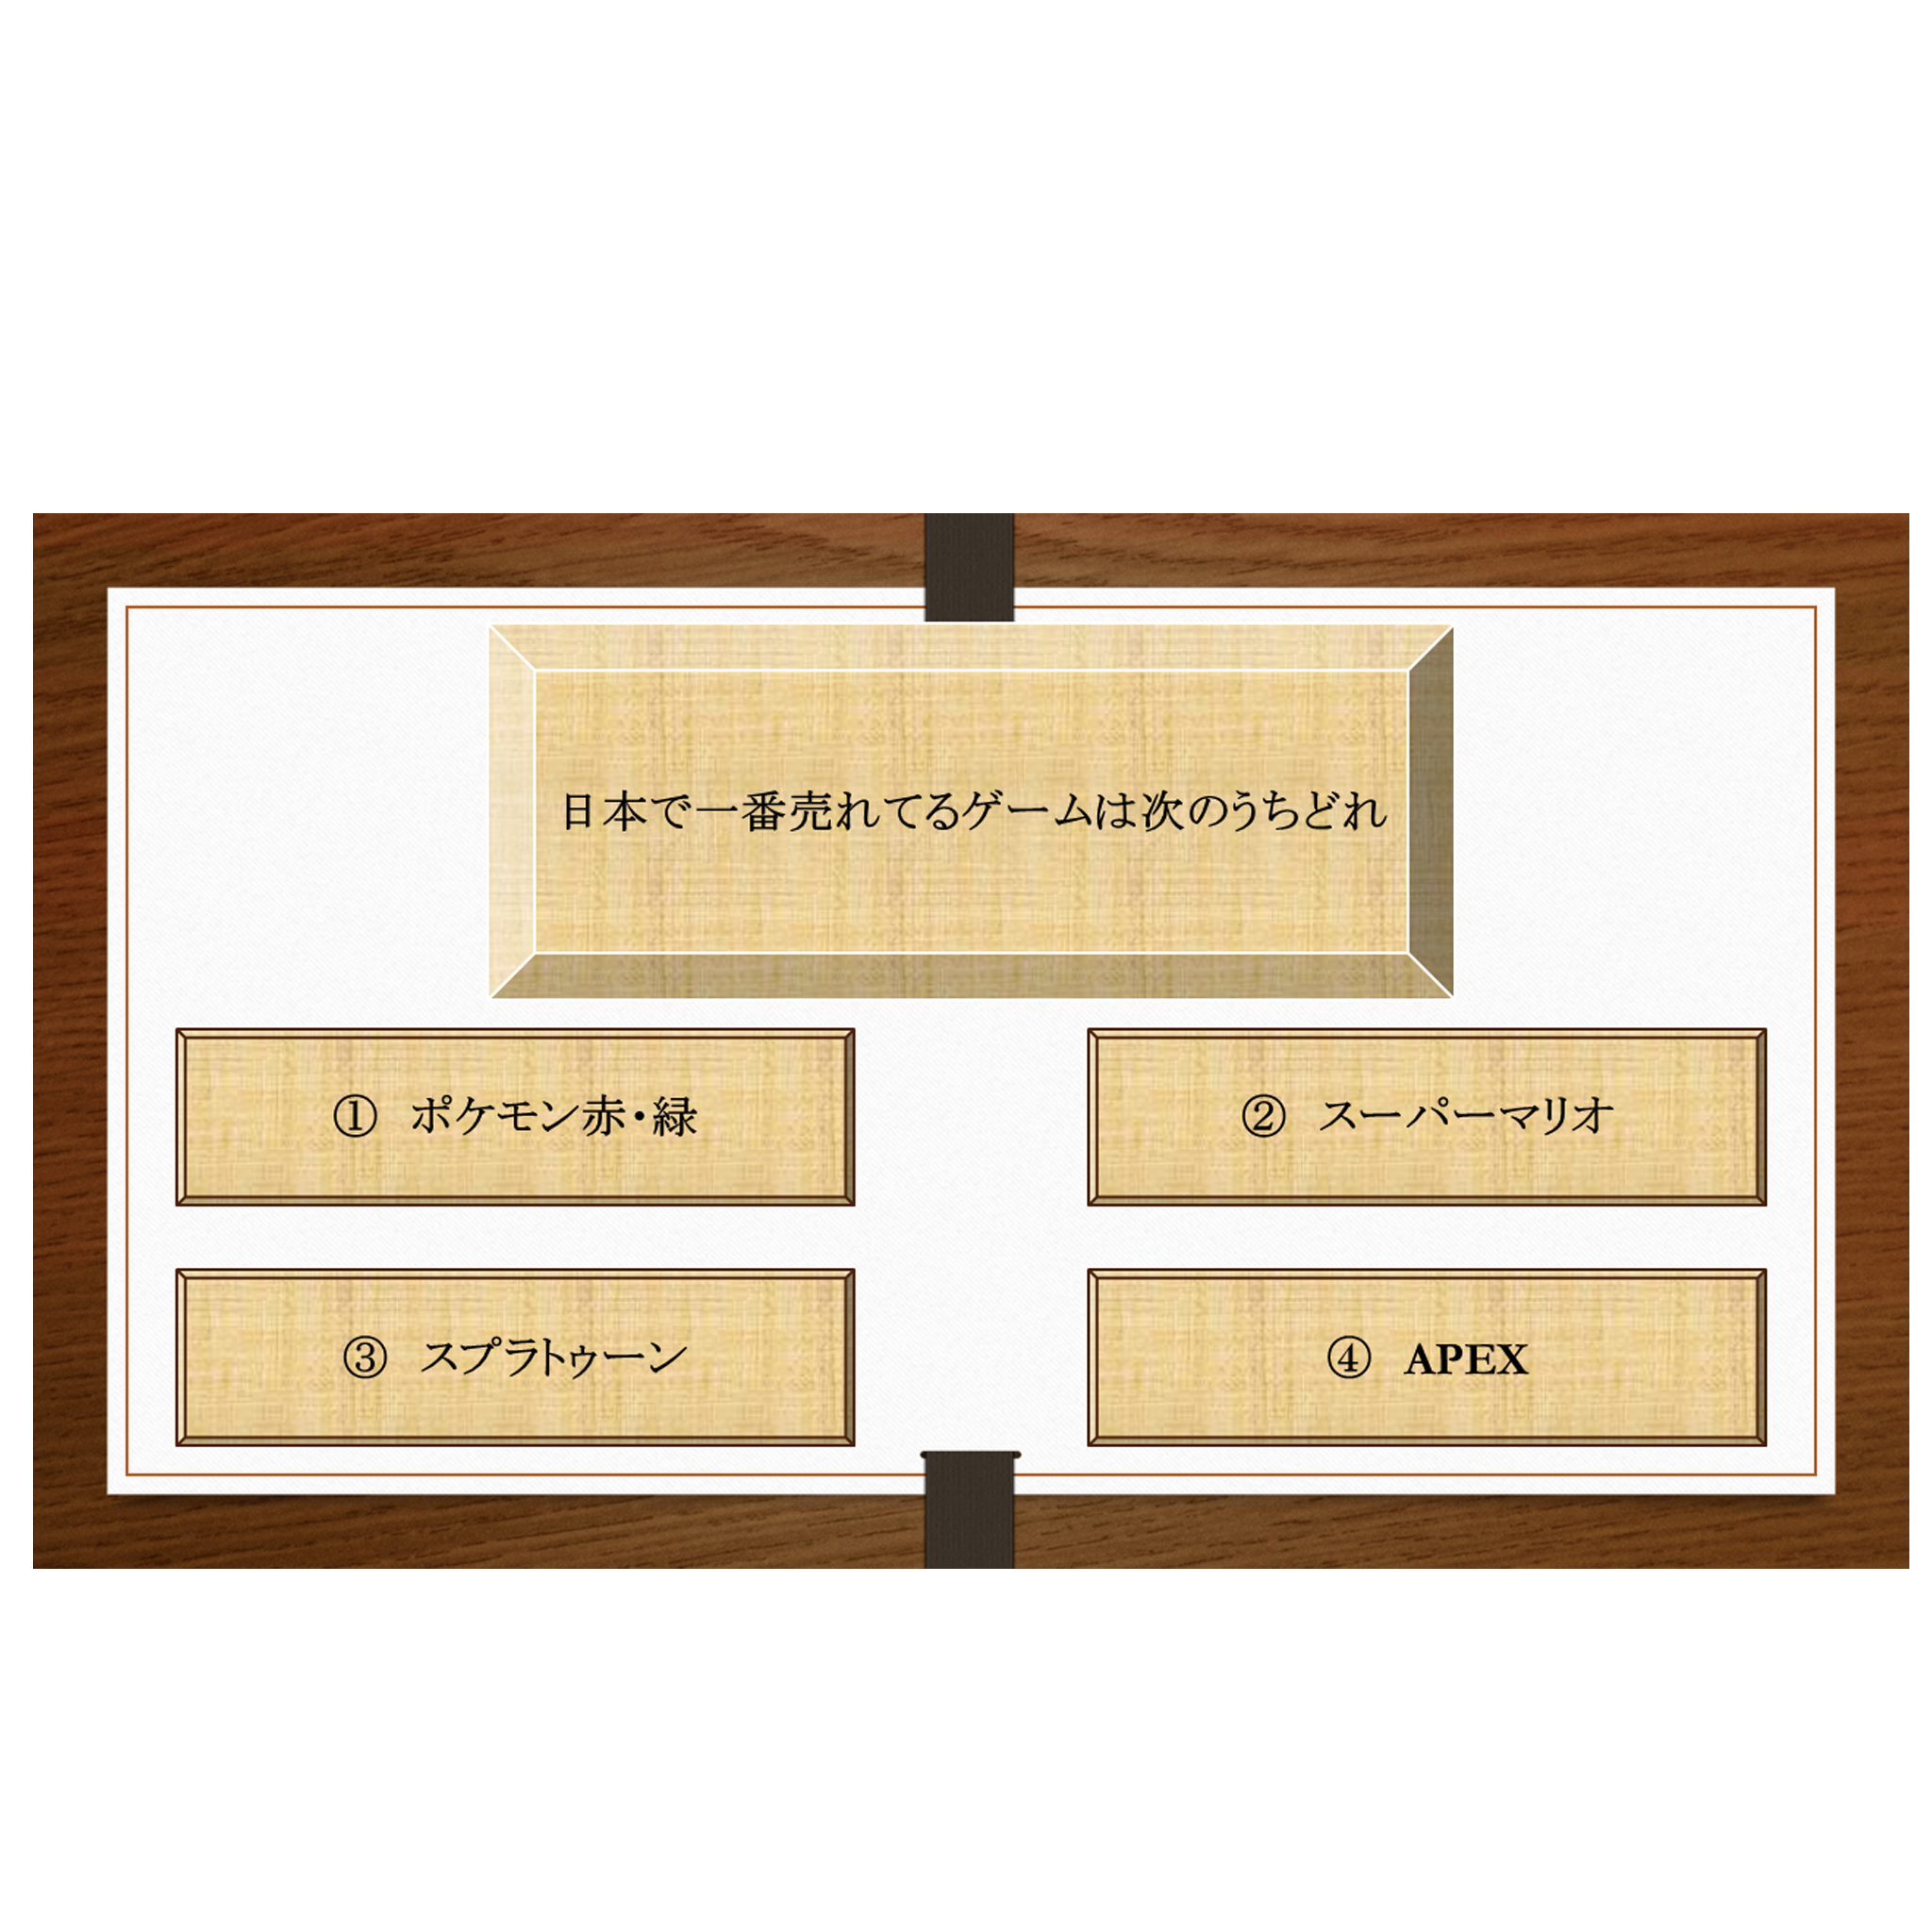 日本で一番売れてるゲームは次のうちどれ
① ポケモン赤・緑
② スーパーマリオ
③ スプラトゥーン
④ APEX